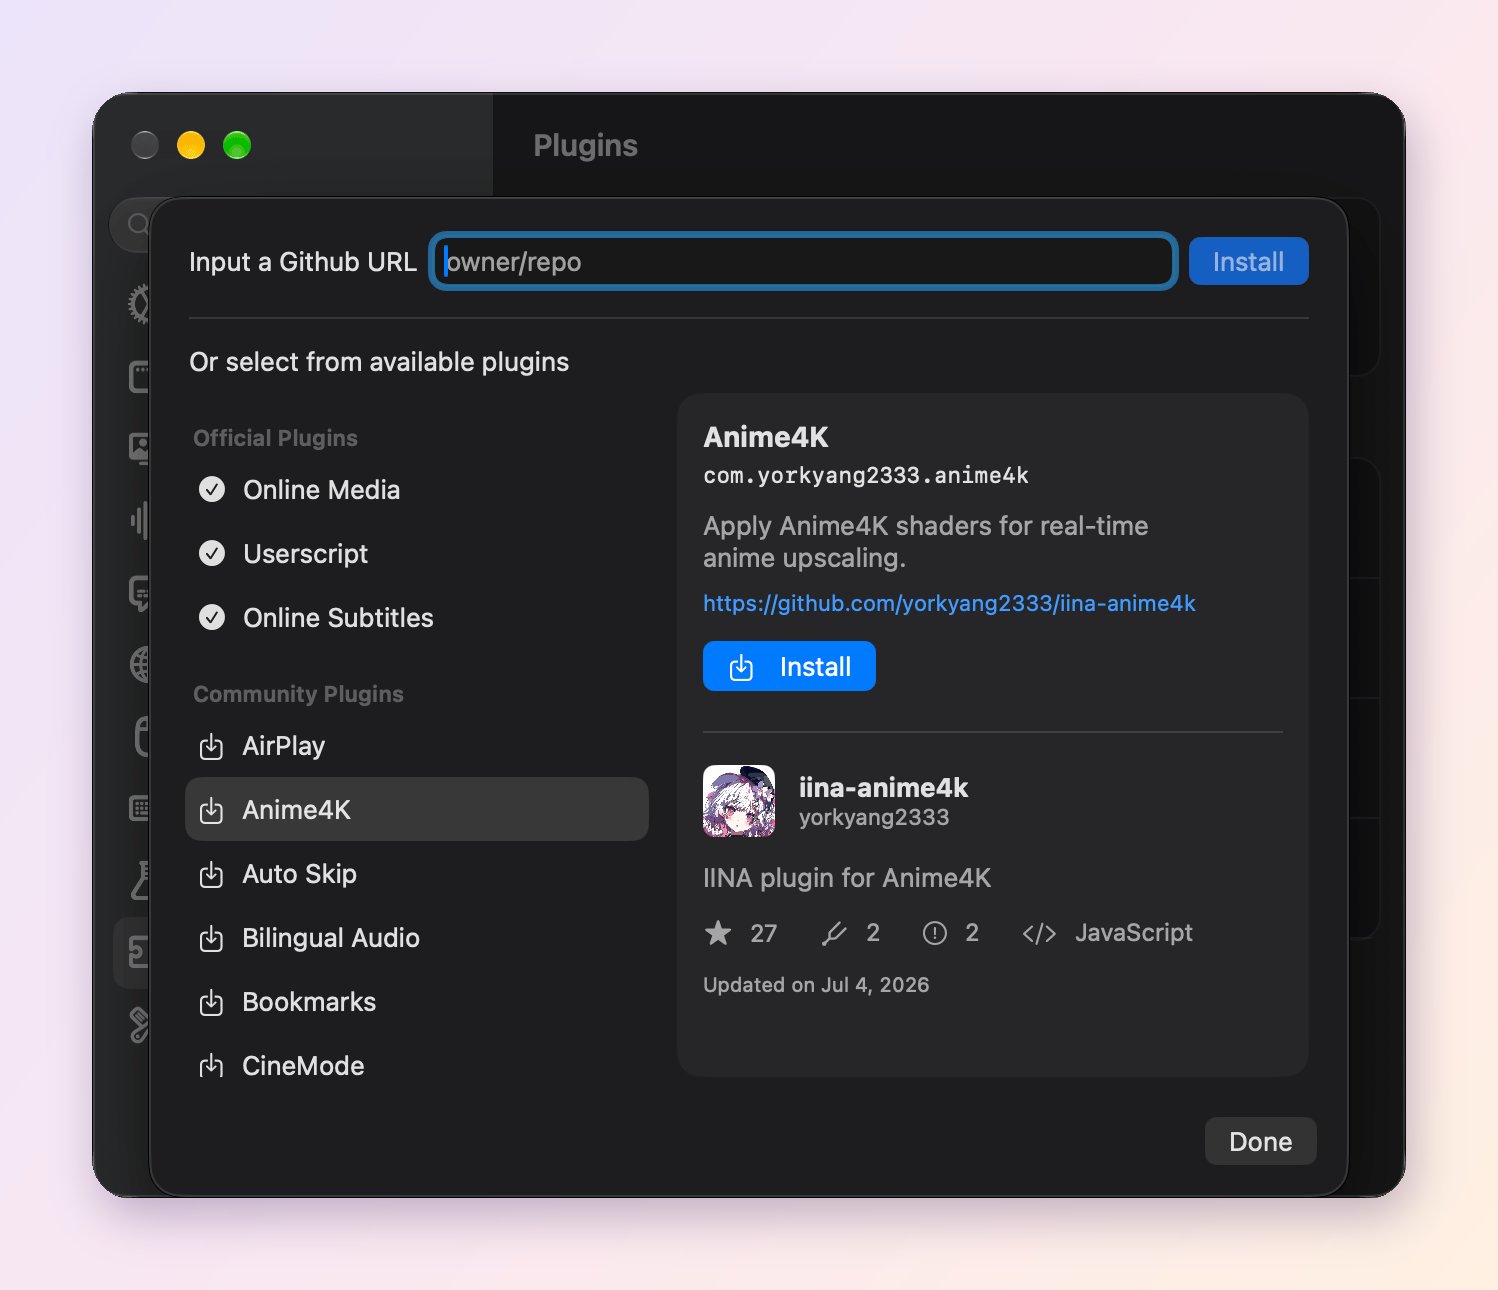 Plugins
Input a Github URL
owner/repo
Install
Or select from available plugins
Official Plugins
Online Media
Userscript
Online Subtitles
Community Plugins
AirPlay
Anime4K
Auto Skip
Bilingual Audio
Bookmarks
CineMode
Anime4K
com.yorkyang2333.anime4k
Apply Anime4K shaders for real-time
anime upscaling.
https://github.com/yorkyang2333/iina-anime4k
Install
iina-anime4k
yorkyang2333
IINA plugin for Anime4K
27 2 2 JavaScript
Updated on Jul 4, 2026
Done